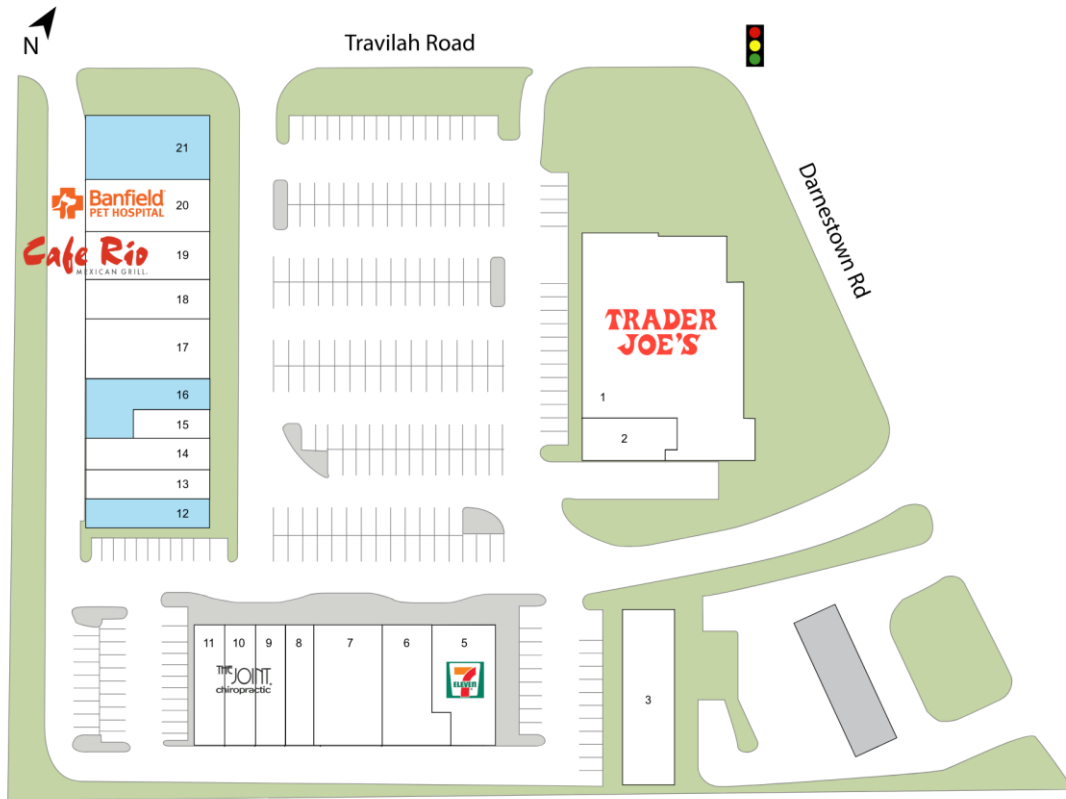 N
Travilah Road
Darnestown Rd
21
Banfield
PET HOSPITAL
20
Cafe Rio
MEXICAN GRILL
19
18
17
16
15
14
13
12
TRADER
JOE'S
1
2
11
10
9
8
7
6
5
THE JOINT
chiropractic
7
ELEVEN
3